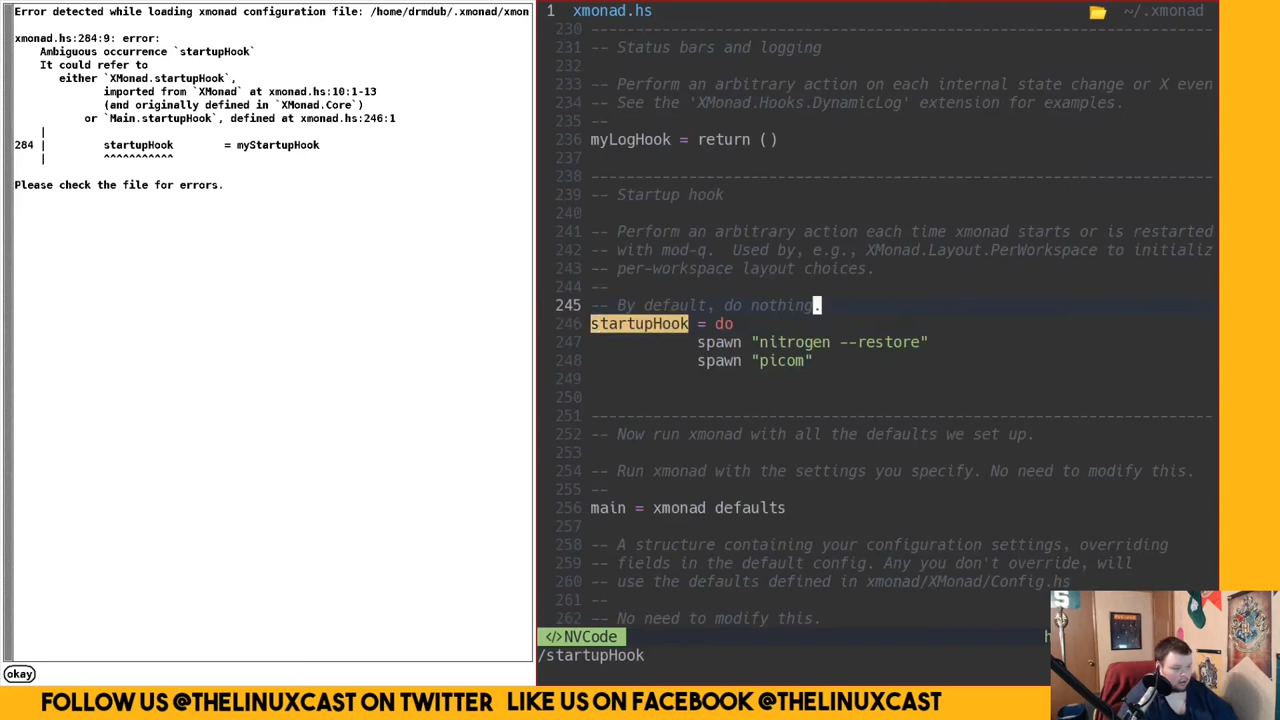 Error detected while loading xmonad configuration file: /home/drmdub/.xmonad/xmon
xmonad.hs:284:9: error:
Ambiguous occurrence `startupHook`
It could refer to
either `XMonad.startupHook`,
imported from `XMonad` at xmonad.hs:10:1-13
(and originally defined in `XMonad.Core`)
or `Main.startupHook`, defined at xmonad.hs:246:1
|
284 | startupHook = myStartupHook
| ^^^^^^^^^^^
Please check the file for errors.
okay
1 xmonad.hs ~/.xmonad
230 ----------------------------------------------------------------------
231 -- Status bars and logging
232
233 -- Perform an arbitrary action on each internal state change or X even
234 -- See the 'XMonad.Hooks.DynamicLog' extension for examples.
235 --
236 myLogHook = return ()
237
238 ----------------------------------------------------------------------
239 -- Startup hook
240
241 -- Perform an arbitrary action each time xmonad starts or is restarted
242 -- with mod-q.  Used by, e.g., XMonad.Layout.PerWorkspace to initializ
243 -- per-workspace layout choices.
244 --
245 -- By default, do nothing.
246 startupHook = do
247 spawn "nitrogen --restore"
248 spawn "picom"
249
250
251 ----------------------------------------------------------------------
252 -- Now run xmonad with all the defaults we set up.
253
254 -- Run xmonad with the settings you specify. No need to modify this.
255 --
256 main = xmonad defaults
257
258 -- A structure containing your configuration settings, overriding
259 -- fields in the default config. Any you don't override, will
260 -- use the defaults defined in xmonad/XMonad/Config.hs
261 --
262 -- No need to modify this.
</>NVCode
/startupHook
FOLLOW US @THELINUXCAST ON TWITTER LIKE US ON FACEBOOK @THELINUXCAST